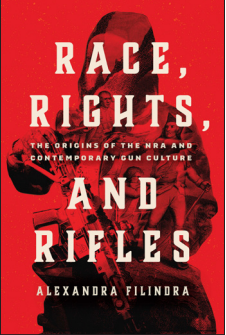 RACE,
RIGHTS,
THE ORIGINS OF THE NRA AND
CONTEMPORARY GUN CULTURE
AND
RIFLES
ALEXANDRA FILINDRA